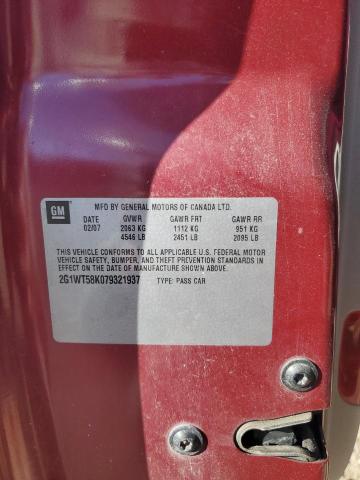 GM
MFD BY GENERAL MOTORS OF CANADA LTD.
DATE GVWR GAWR FRT GAWR RR
02/07 2063 KG 1112 KG 951 KG
4546 LB 2451 LB 2095 LB
THIS VEHICLE CONFORMS TO ALL APPLICABLE U.S. FEDERAL MOTOR
VEHICLE SAFETY, BUMPER, AND THEFT PREVENTION STANDARDS IN
EFFECT ON THE DATE OF MANUFACTURE SHOWN ABOVE.
2G1WT58K079321937 TYPE: PASS CAR